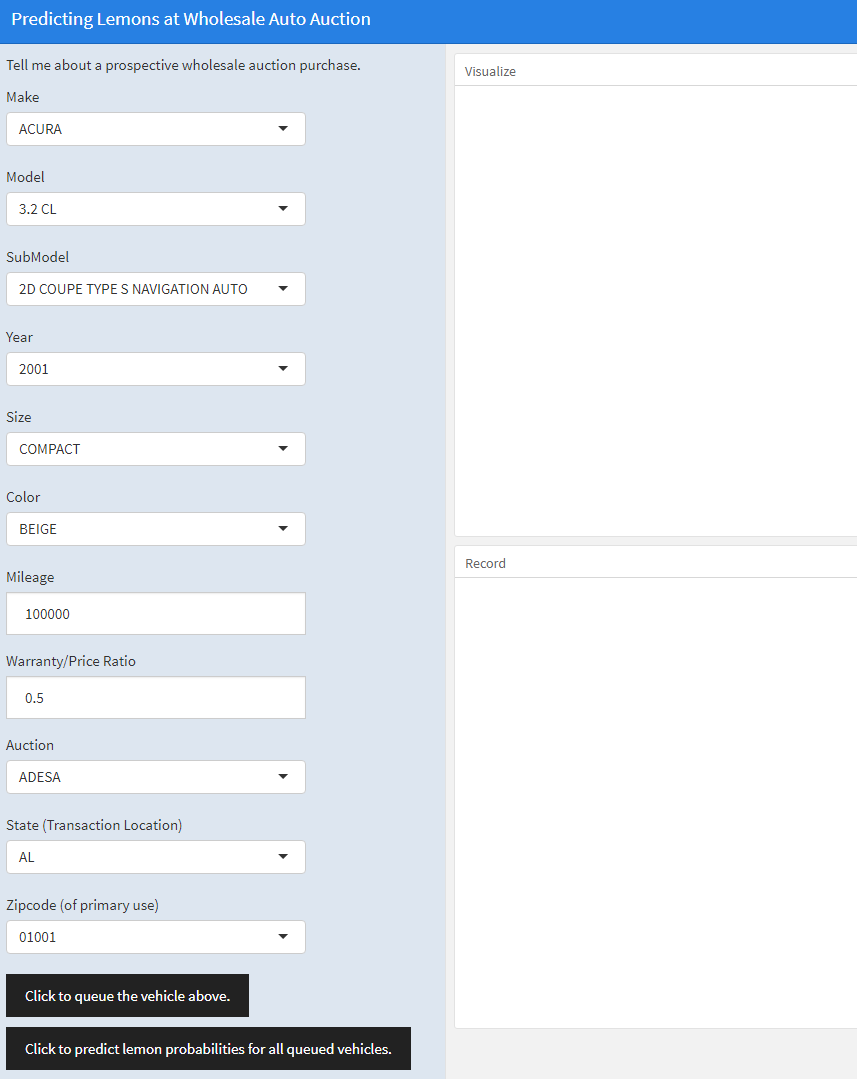 Predicting Lemons at Wholesale Auto Auction
Tell me about a prospective wholesale auction purchase.
Make
ACURA
Model
3.2 CL
SubModel
2D COUPE TYPE S NAVIGATION AUTO
Year
2001
Size
COMPACT
Color
BEIGE
Mileage
100000
Warranty/Price Ratio
0.5
Auction
ADESA
State (Transaction Location)
AL
Zipcode (of primary use)
01001
Click to queue the vehicle above.
Click to predict lemon probabilities for all queued vehicles.
Visualize
Record